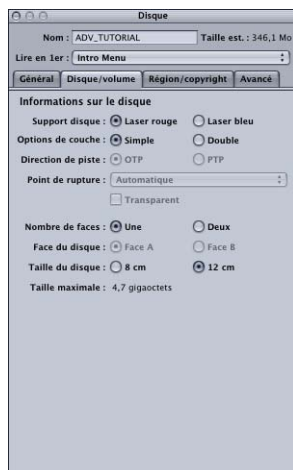 Disque
Nom : ADV_TUTORIAL Taille est. : 346,1 Mo
Lire en 1er : Intro Menu
Général Disque/volume Région/copyright Avancé
Informations sur le disque
Support disque : Laser rouge Laser bleu
Options de couche : Simple Double
Direction de piste : OTP PTP
Point de rupture : Automatique
Transparent
Nombre de faces : Une Deux
Face du disque : Face A Face B
Taille du disque : 8 cm 12 cm
Taille maximale : 4,7 gigaoctets